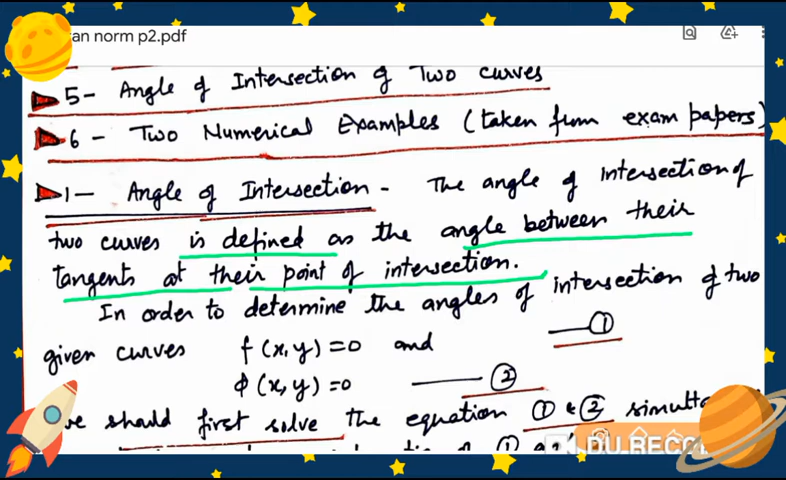 an norm p2.pdf
5- Angle of Intersection of Two curves
6 - Two Numerical Examples (taken from exam papers)
1- Angle of Intersection - The angle of intersection of
two curves is defined as the angle between their
tangents at their point of intersection.
In order to determine the angles of intersection of two
given curves f(x,y)=0 and —①
ϕ(x,y)=0 —②
we should first solve the equation ① & ②
DU RECO